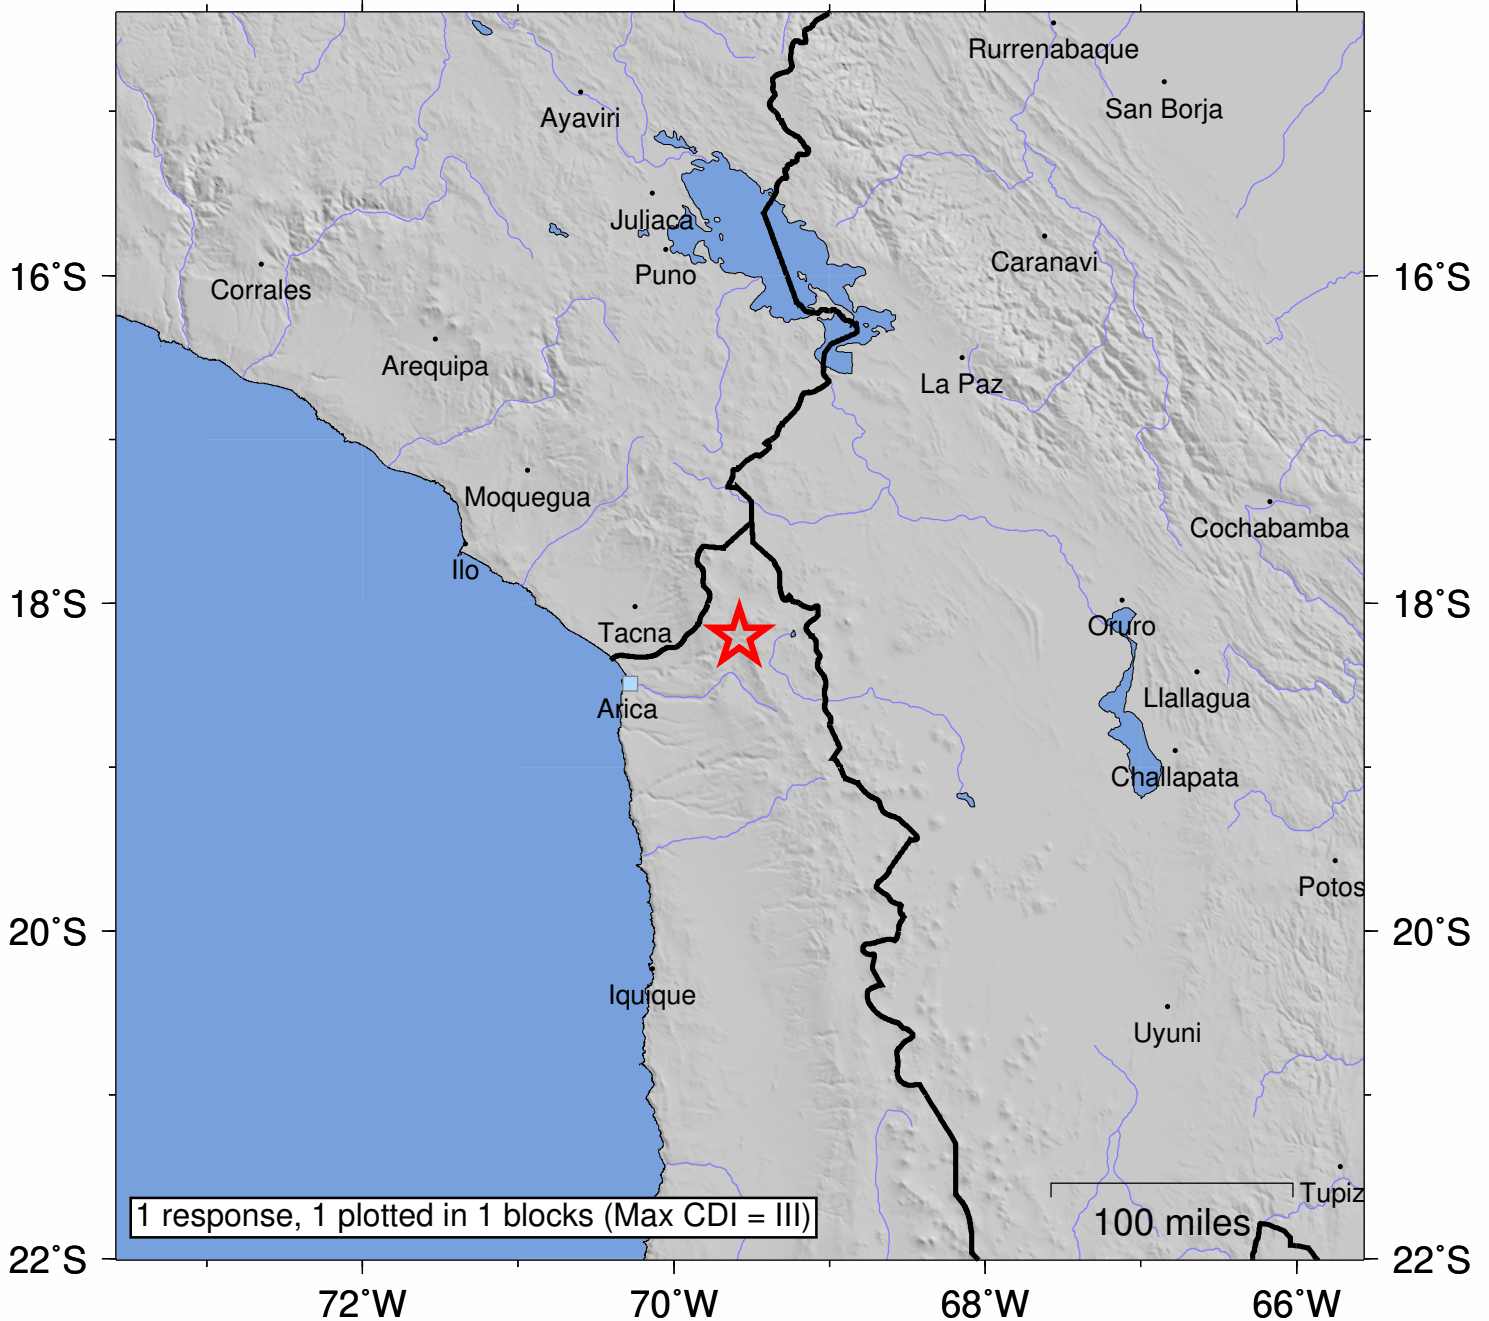 Rurrenabaque
San Borja
Ayaviri
Juliaca
Puno
Caranavi
16°S
16°S
Corrales
Arequipa
La Paz
Moquegua
Cochabamba
Ilo
18°S
18°S
Tacna
Oruro
Arica
Llallagua
Challapata
Potos
20°S
20°S
Iquique
Uyuni
Tupiz
1 response, 1 plotted in 1 blocks (Max CDI = III)
100 miles
22°S
22°S
72°W
70°W
68°W
66°W